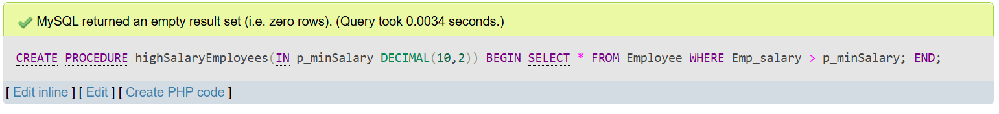 MySQL returned an empty result set (i.e. zero rows). (Query took 0.0034 seconds.)
CREATE PROCEDURE highSalaryEmployees(IN p_minSalary DECIMAL(10,2)) BEGIN SELECT * FROM Employee WHERE Emp_salary > p_minSalary; END;
[ Edit inline ] [ Edit ] [ Create PHP code ]